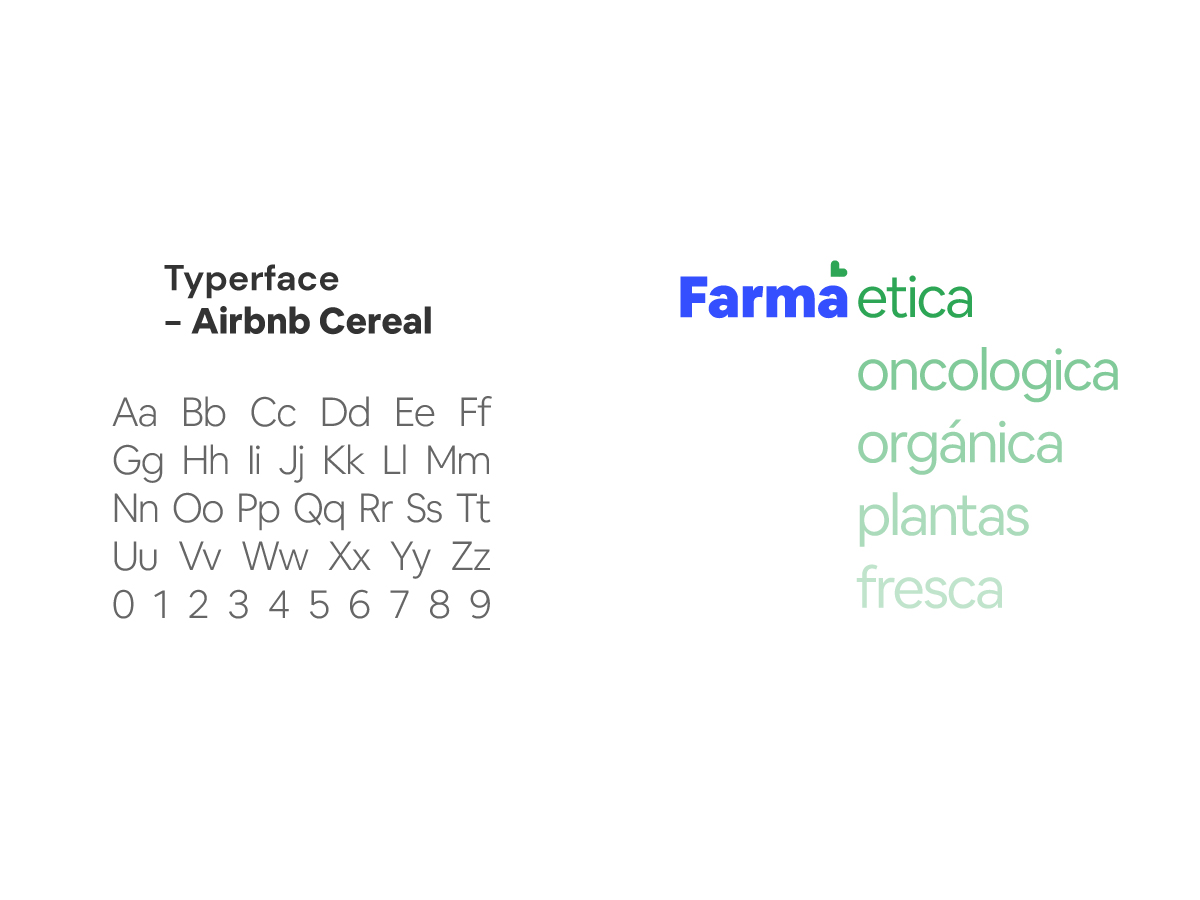 Typerface
– Airbnb Cereal
Aa Bb Cc Dd Ee Ff
Gg Hh Ii Jj Kk Ll Mm
Nn Oo Pp Qq Rr Ss Tt
Uu Vv Ww Xx Yy Zz
0 1 2 3 4 5 6 7 8 9
Farma etica
oncologica
orgánica
plantas
fresca